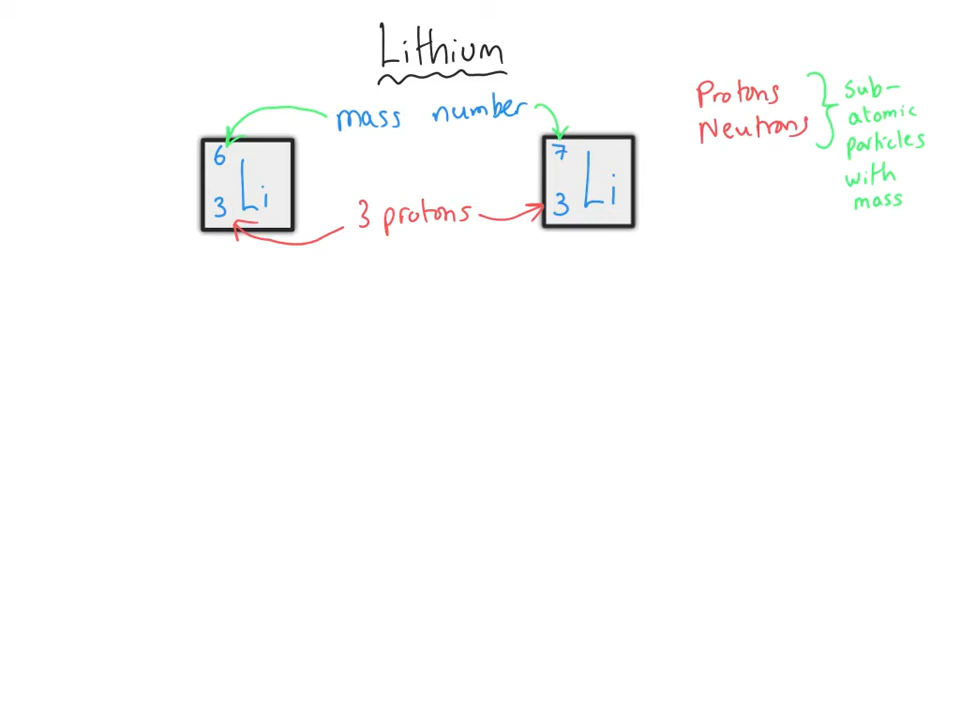 Lithium
mass number
6
Li
3
7
Li
3
3 protons
Protons
Neutrons
Sub-
atomic
particles
with
mass